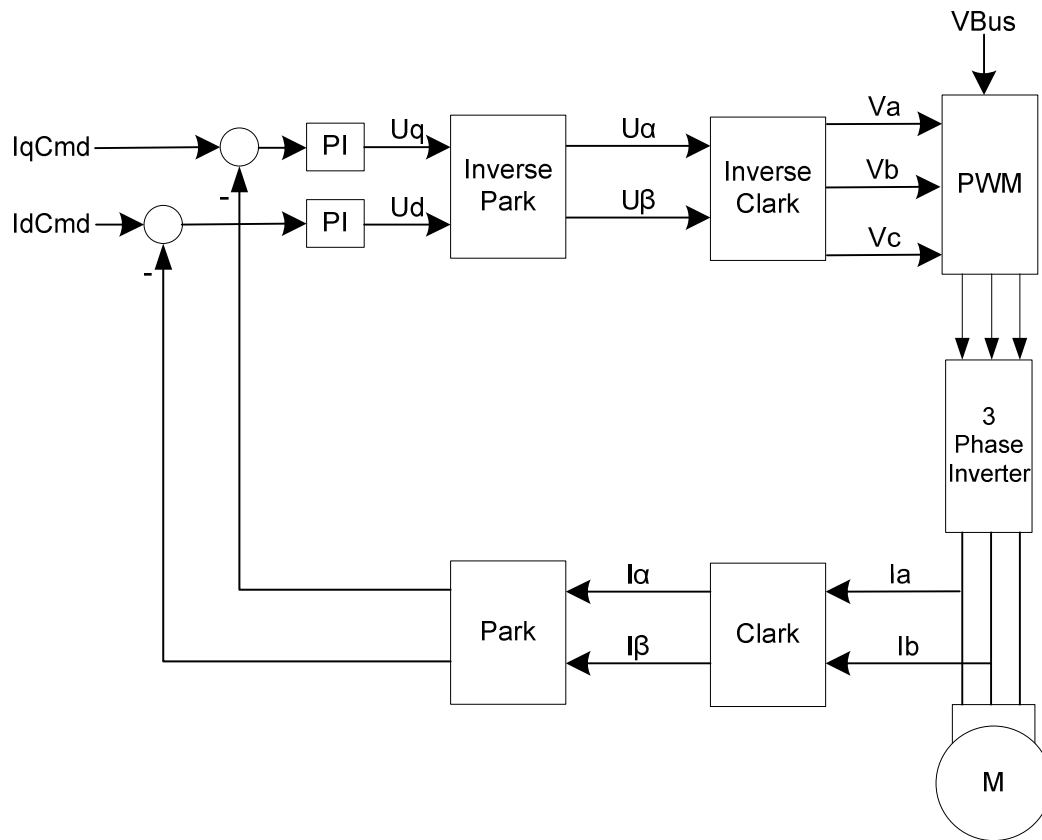 VBus
IqCmd
-
PI
Uq
Inverse
Park
Uα
Uβ
Inverse
Clark
Va
Vb
Vc
PWM
IdCmd
-
PI
Ud
3
Phase
Inverter
Park
Iα
Iβ
Clark
Ia
Ib
M